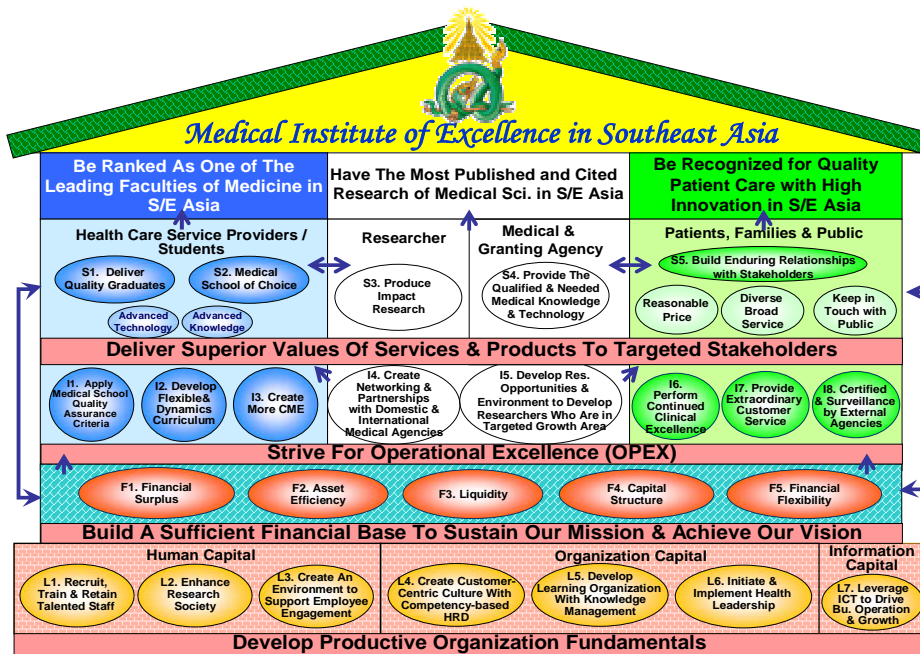 Medical Institute of Excellence in Southeast Asia
Be Ranked As One of The
Leading Faculties of Medicine in
S/E Asia
Have The Most Published and Cited
Research of Medical Sci. in S/E Asia
Be Recognized for Quality
Patient Care with High
Innovation in S/E Asia
Health Care Service Providers /
Students
S1. Deliver
Quality Graduates
S2. Medical
School of Choice
Advanced
Technology
Advanced
Knowledge
Researcher
S3. Produce
Impact
Research
Medical &
Granting Agency
S4. Provide The
Qualified & Needed
Medical Knowledge
& Technology
Patients, Families & Public
S5. Build Enduring Relationships
with Stakeholders
Reasonable
Price
Diverse
Broad
Service
Keep in
Touch with
Public
Deliver Superior Values Of Services & Products To Targeted Stakeholders
I1. Apply
Medical School
Quality
Assurance
Criteria
I2. Develop
Flexible&
Dynamics
Curriculum
I3. Create
More CME
I4. Create
Networking &
Partnerships
with Domestic &
International
Medical Agencies
I5. Develop Res.
Opportunities &
Environment to Develop
Researchers Who Are in
Targeted Growth Area
I6.
Perform
Continued
Clinical
Excellence
I7. Provide
Extraordinary
Customer
Service
I8. Certified
& Surveillance
by External
Agencies
Strive For Operational Excellence (OPEX)
F1. Financial
Surplus
F2. Asset
Efficiency
F3. Liquidity
F4. Capital
Structure
F5. Financial
Flexibility
Build A Sufficient Financial Base To Sustain Our Mission & Achieve Our Vision
Human Capital
L1. Recruit,
Train & Retain
Talented Staff
L2. Enhance
Research
Society
L3. Create An
Environment to
Support Employee
Engagement
Organization Capital
L4. Create Customer-
Centric Culture With
Competency-based
HRD
L5. Develop
Learning Organization
With Knowledge
Management
L6. Initiate &
Implement Health
Leadership
Information
Capital
L7. Leverage
ICT to Drive
Bu. Operation
& Growth
Develop Productive Organization Fundamentals